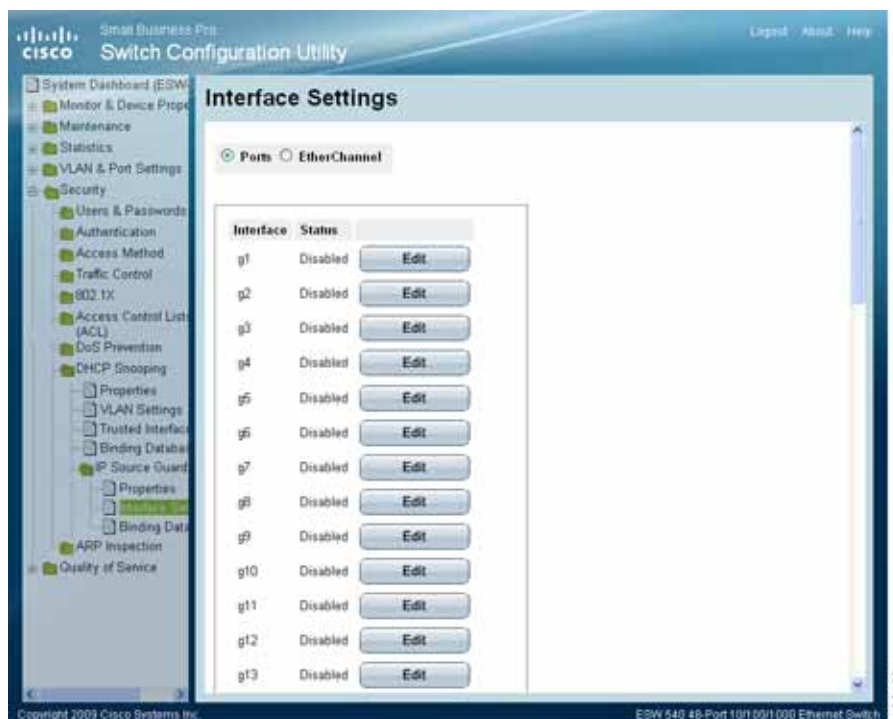 Small Business Pro
CISCO Switch Configuration Utility
Logout About Help
System Dashboard (ESW-
Monitor & Device Prope
Maintenance
Statistics
VLAN & Port Settings
Security
Users & Passwords
Authentication
Access Method
Traffic Control
802.1X
Access Control Lists
(ACL)
DoS Prevention
DHCP Snooping
Properties
VLAN Settings
Trusted Interfac
Binding Databa
IP Source Guard
Properties
Interface Set
Binding Data
ARP Inspection
Quality of Service
Interface Settings
Ports EtherChannel
Interface Status
g1 Disabled Edit
g2 Disabled Edit
g3 Disabled Edit
g4 Disabled Edit
g5 Disabled Edit
g6 Disabled Edit
g7 Disabled Edit
g8 Disabled Edit
g9 Disabled Edit
g10 Disabled Edit
g11 Disabled Edit
g12 Disabled Edit
g13 Disabled Edit
Copyright 2009 Cisco Systems Inc.
ESW 540 48-Port 10/100/1000 Ethernet Switch